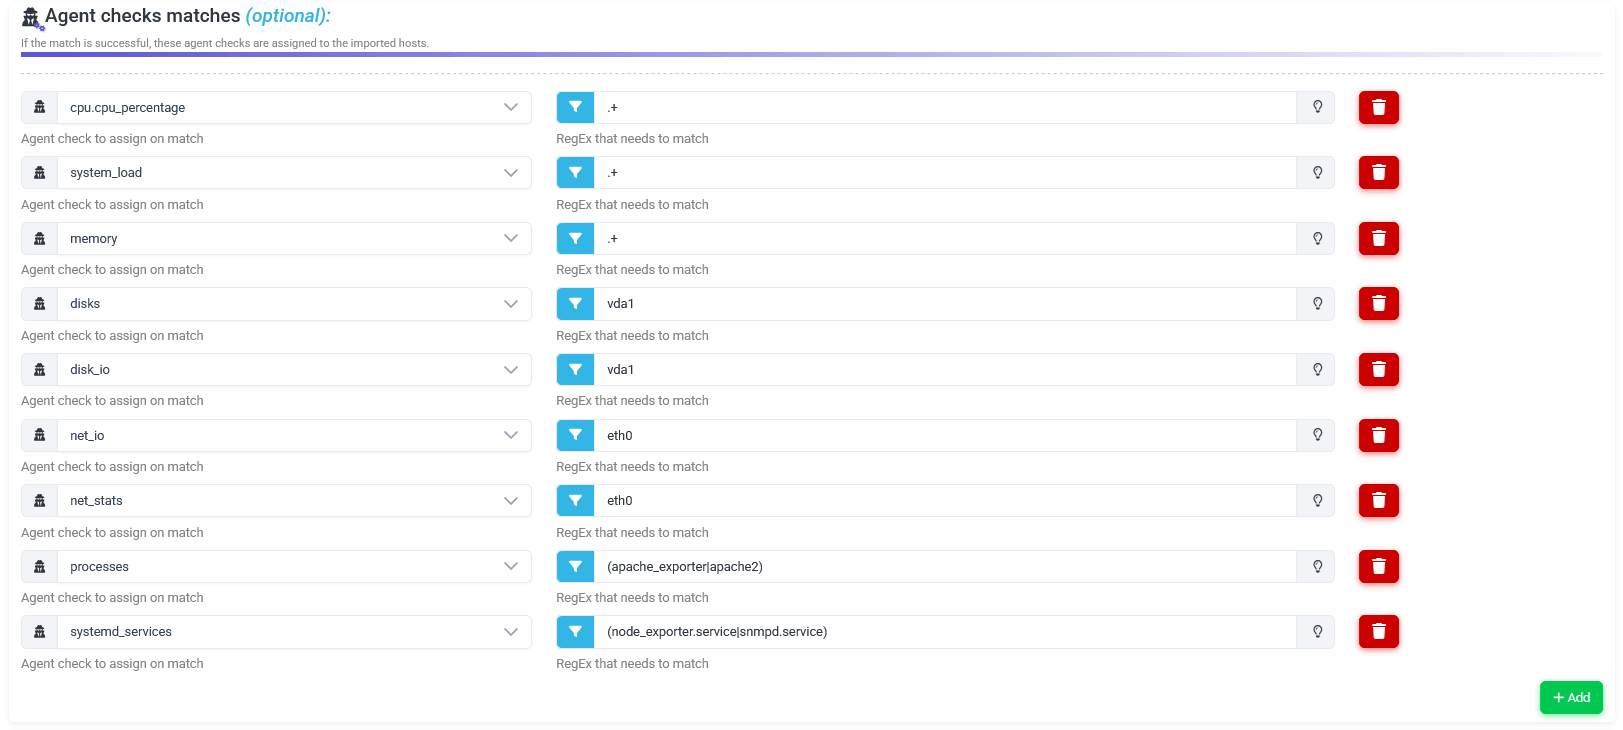 Agent checks matches (optional):
If the match is successful, these agent checks are assigned to the imported hosts.
cpu.cpu_percentage .+
Agent check to assign on match RegEx that needs to match
system_load .+
Agent check to assign on match RegEx that needs to match
memory .+
Agent check to assign on match RegEx that needs to match
disks vda1
Agent check to assign on match RegEx that needs to match
disk_io vda1
Agent check to assign on match RegEx that needs to match
net_io eth0
Agent check to assign on match RegEx that needs to match
net_stats eth0
Agent check to assign on match RegEx that needs to match
processes (apache_exporter|apache2)
Agent check to assign on match RegEx that needs to match
systemd_services (node_exporter.service|snmpd.service)
Agent check to assign on match RegEx that needs to match
+ Add